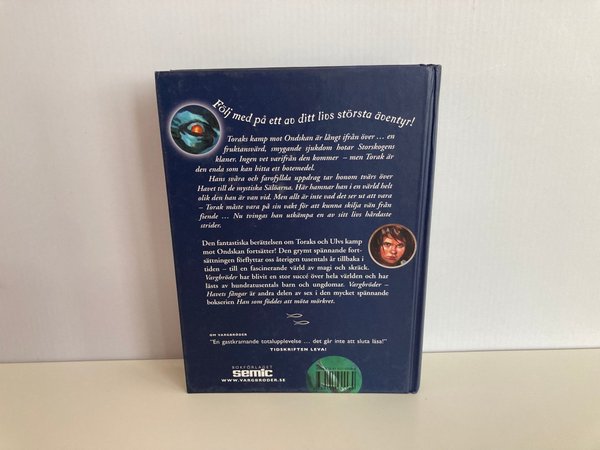 Följ med på ett av ditt livs största äventyr!
Toraks kamp mot Ondskan är långt ifrån över ... en
fruktansvärd, smygande sjukdom hotar Storskogens
klaner. Ingen vet varifrån den kommer – men Torak är
den enda som kan hitta ett botemedel.
Hans svåra och farofyllda uppdrag tar honom tvärs över
Havet till de mystiska Sälöarna. Här hamnar han i en värld helt
olik den han är van vid. Men allt är inte vad det ser ut att vara
– Torak måste vara på sin vakt för att kunna skilja vän från
fiende ... Nu tvingas han utkämpa en av sitt livs hårdaste
strider.
Den fantastiska berättelsen om Toraks och Ulvs kamp
mot Ondskan fortsätter! Den grymt spännande fort-
sättningen förflyttar oss återigen tusentals år tillbaka i
tiden – till en fascinerande värld av magi och skräck.
Vargbröder har blivit en stor succé över hela världen och har
lästs av hundratusentals barn och ungdomar. Vargbröder –
Havets fångar är andra delen av sex i den mycket spännande
bokserien Han som föddes att möta mörkret.
OM VARGBRÖDER
"En gastkramande totalupplevelse ... det går inte att sluta läsa!"
TIDSKRIFTEN LEVA!
BOKFÖRLAGET
semic
WWW.VARGBRODER.SE